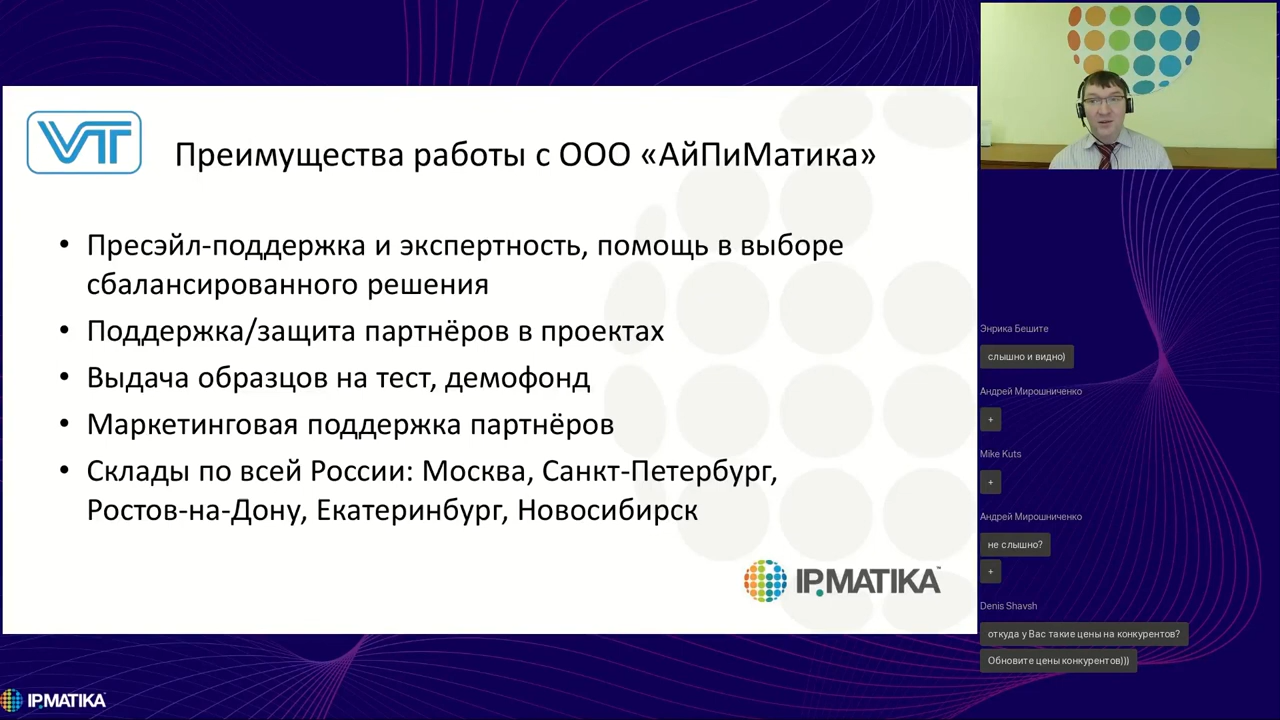 VT
Преимущества работы с ООО «АйПиМатика»
• Пресэйл-поддержка и экспертность, помощь в выборе
сбалансированного решения
• Поддержка/защита партнёров в проектах
• Выдача образцов на тест, демофонд
• Маркетинговая поддержка партнёров
• Склады по всей России: Москва, Санкт-Петербург,
Ростов-на-Дону, Екатеринбург, Новосибирск
IPMATIKA™
IPMATIKA
Энрика Бешите
слышно и видно)
Андрей Мирошниченко
+
Mike Kuts
+
Андрей Мирошниченко
не слышно?
+
Denis Shavsh
откуда у Вас такие цены на конкурентов?
Обновите цены конкурентов)))